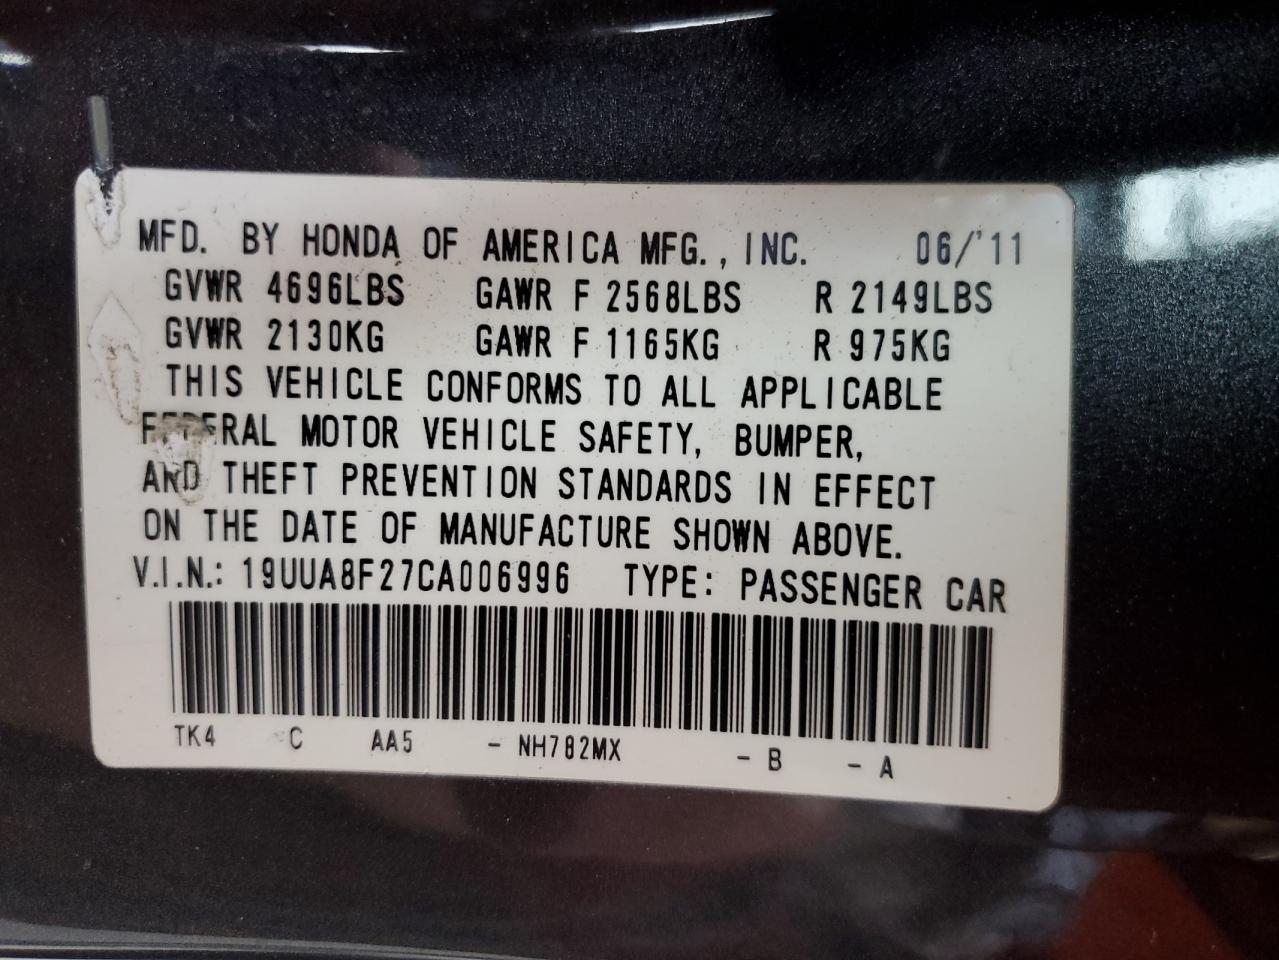 MFD. BY HONDA OF AMERICA MFG., INC. 06/'11
GVWR 4696LBS GAWR F 2568LBS R 2149LBS
GVWR 2130KG GAWR F 1165KG R 975KG
THIS VEHICLE CONFORMS TO ALL APPLICABLE
FEDERAL MOTOR VEHICLE SAFETY, BUMPER,
AND THEFT PREVENTION STANDARDS IN EFFECT
ON THE DATE OF MANUFACTURE SHOWN ABOVE.
V.I.N.: 19UUA8F27CA006996 TYPE: PASSENGER CAR
TK4 C AA5 - NH782MX - B - A